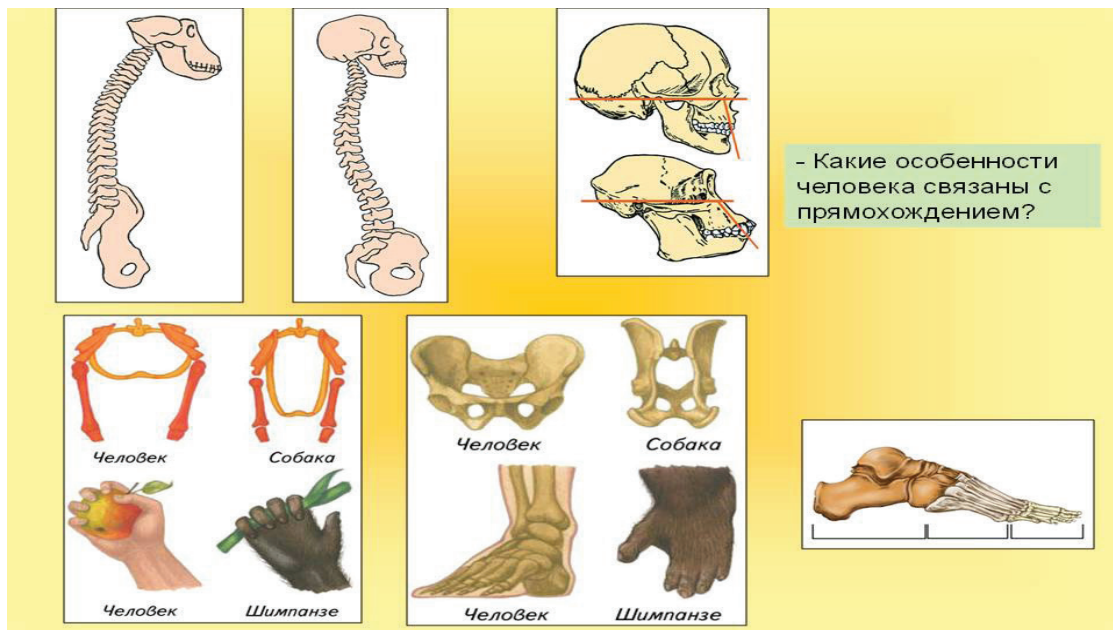 - Какие особенности
человека связаны с
прямохождением?
Человек
Собака
Человек
Собака
Человек
Шимпанзе
Человек
Шимпанзе